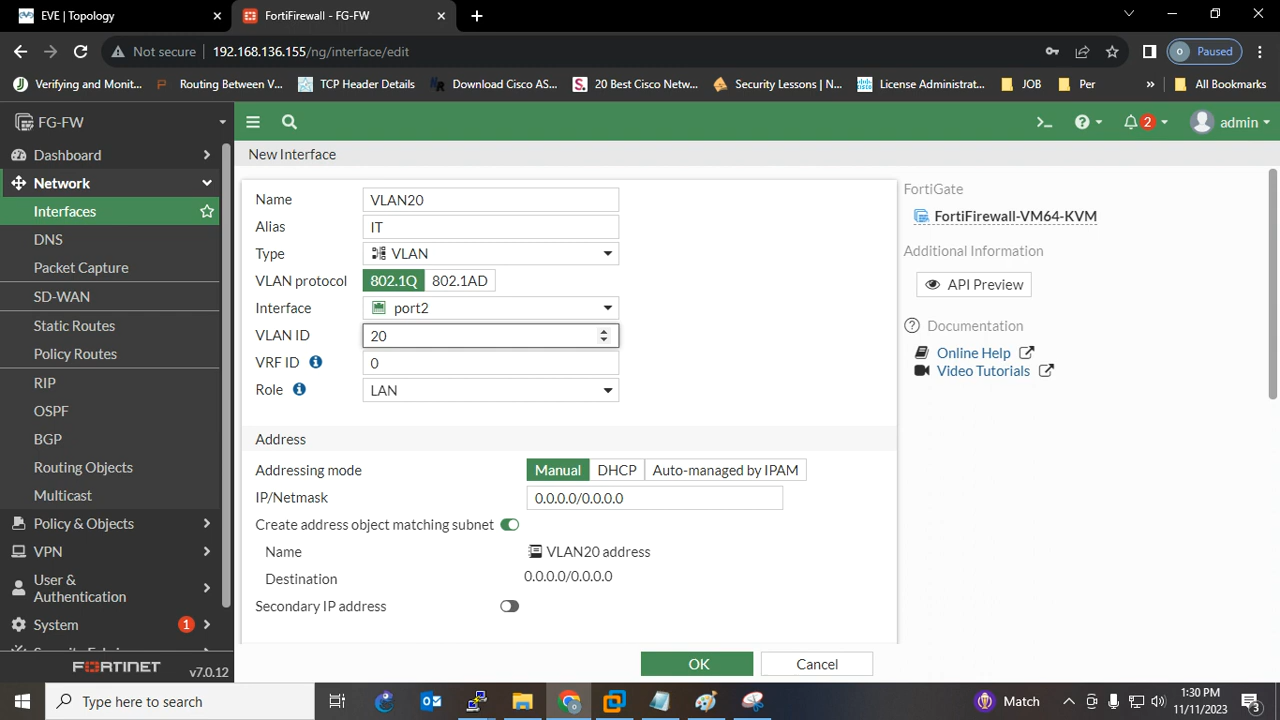 EVE | Topology
FortiFirewall - FG-FW
Not secure
192.168.136.155/ng/interface/edit
o
Paused
Verifying and Monit...
Routing Between V...
TCP Header Details
Download Cisco AS...
20 Best Cisco Netw...
Security Lessons | N...
License Administrat...
JOB
Per
»
All Bookmarks
FG-FW
2
admin
Dashboard
Network
Interfaces
DNS
Packet Capture
SD-WAN
Static Routes
Policy Routes
RIP
OSPF
BGP
Routing Objects
Multicast
Policy & Objects
VPN
User &
Authentication
System
1
FORTINET
v7.0.12
New Interface
Name
VLAN20
Alias
IT
Type
VLAN
VLAN protocol
802.1Q
802.1AD
Interface
port2
VLAN ID
20
VRF ID
0
Role
LAN
Address
Addressing mode
Manual
DHCP
Auto-managed by IPAM
IP/Netmask
0.0.0.0/0.0.0.0
Create address object matching subnet
Name
VLAN20 address
Destination
0.0.0.0/0.0.0.0
Secondary IP address
OK
Cancel
FortiGate
FortiFirewall-VM64-KVM
Additional Information
API Preview
Documentation
Online Help
Video Tutorials
Type here to search
Match
1:30 PM
11/11/2023
3